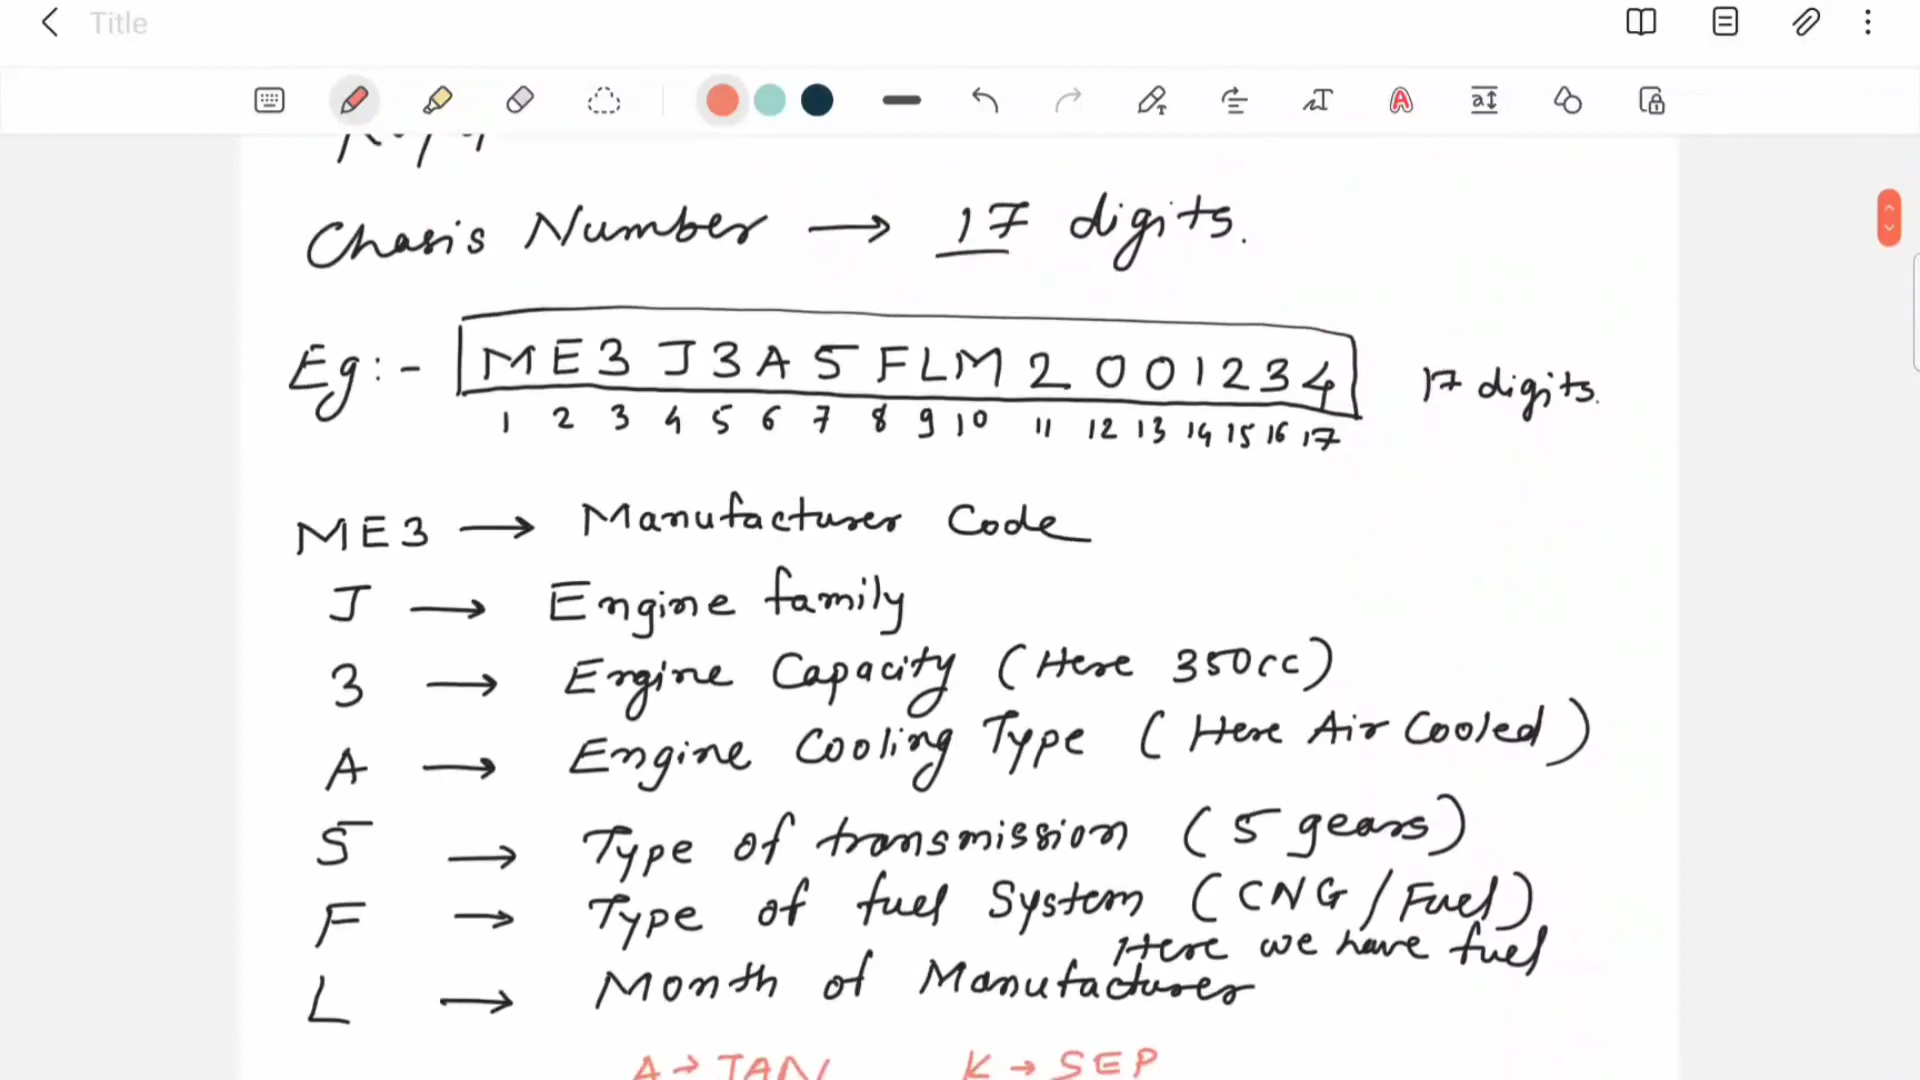 Title
Chasis Number → 17 digits.
Eg:- ME3J3A5FLM2001234 17 digits.
1 2 3 4 5 6 7 8 9 10 11 12 13 14 15 16 17
ME3 → Manufacturer Code
J → Engine family
3 → Engine Capacity (Here 350cc)
A → Engine Cooling Type (Here Air Cooled)
5 → Type of transmission (5 gears)
F → Type of fuel System (CNG/Fuel)
Here we have fuel
L → Month of Manufacturer
A → JAN K → SEP